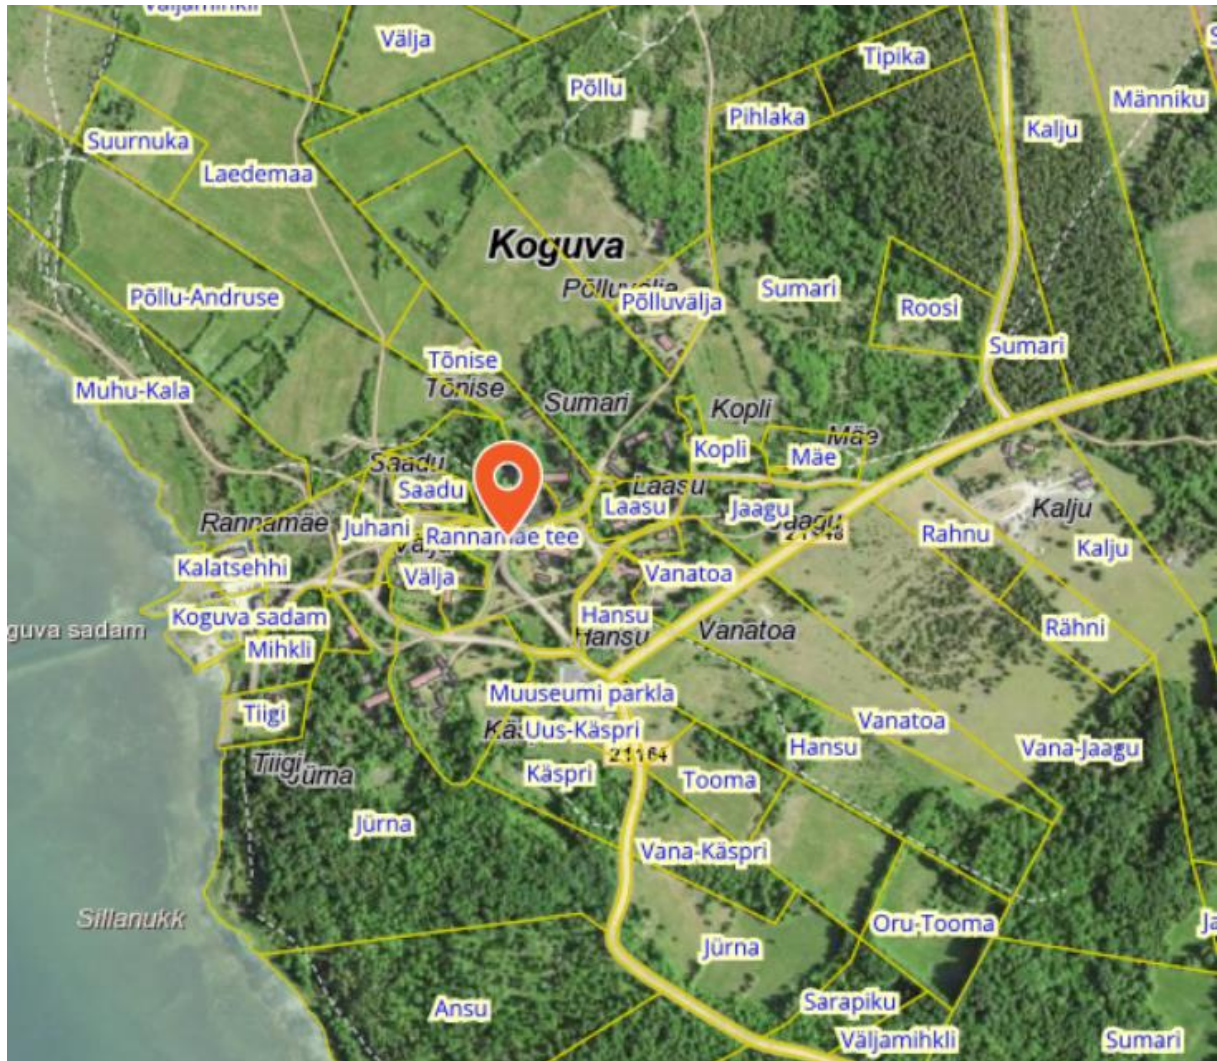 Väljamihkli
Välja
Tipika
Põllu
Pihlaka
Männiku
Kalju
Suurnuka
Laedemaa
Koguva
Põlluvälja
Põlluvälja
Sumari
Põllu-Andruse
Roosi
Sumari
Tõnise
Tõnise
Muhu-Kala
Sumari
Kopli
Mäe
Kopli
Mäe
Saadu
Saadu
Laasu
Laasu
Jaagu
Jaagu
Kalju
Rannamäe
Juhani
Rannamäe tee
Rahnu
Kalju
Kalatsehhi
Välja
Vanatoa
Koguva sadam
guva sadam
Hansu
Hansu
Vanatoa
Rähni
Mihkli
Muuseumi parkla
Tiigi
Uus-Käspri
Vanatoa
Hansu
Vana-Jaagu
21164
Käspri
Tooma
Tiigi
Jürna
Jürna
Vana-Käspri
Sillanukk
Oru-Tooma
Jürna
Ansu
Sarapiku
Väljamihkli
Sumari